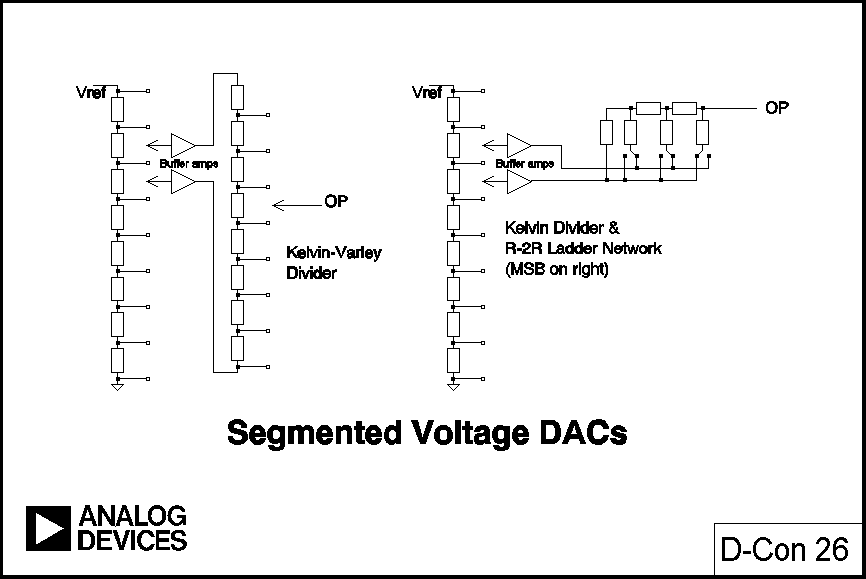 Vref
Buffer amps
OP
Kelvin-Varley
Divider
Vref
Buffer amps
OP
Kelvin Divider &
R-2R Ladder Network
(MSB on right)
Segmented Voltage DACs
ANALOG
DEVICES
D-Con 26